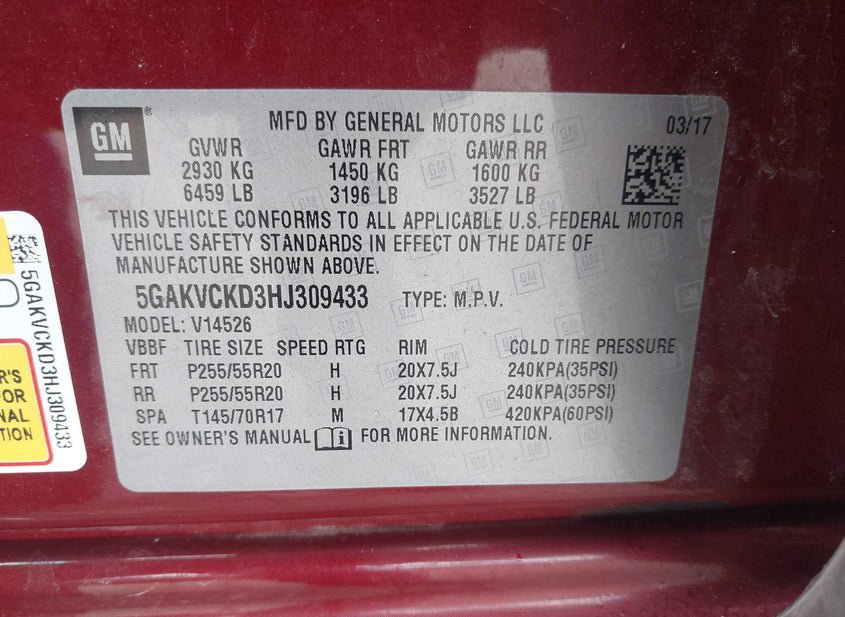 GM ®
MFD BY GENERAL MOTORS LLC 03/17
GVWR GAWR FRT GAWR RR
2930 KG 1450 KG 1600 KG
6459 LB 3196 LB 3527 LB
THIS VEHICLE CONFORMS TO ALL APPLICABLE U.S. FEDERAL MOTOR
VEHICLE SAFETY STANDARDS IN EFFECT ON THE DATE OF
MANUFACTURE SHOWN ABOVE.
5GAKVCKD3HJ309433 TYPE: M.P.V.
MODEL: V14526
VBBF TIRE SIZE SPEED RTG RIM COLD TIRE PRESSURE
FRT P255/55R20 H 20X7.5J 240KPA(35PSI)
RR P255/55R20 H 20X7.5J 240KPA(35PSI)
SPA T145/70R17 M 17X4.5B 420KPA(60PSI)
SEE OWNER'S MANUAL i FOR MORE INFORMATION.
5GAKVCKD3HJ309433
R'S
FOR
NAL
TION